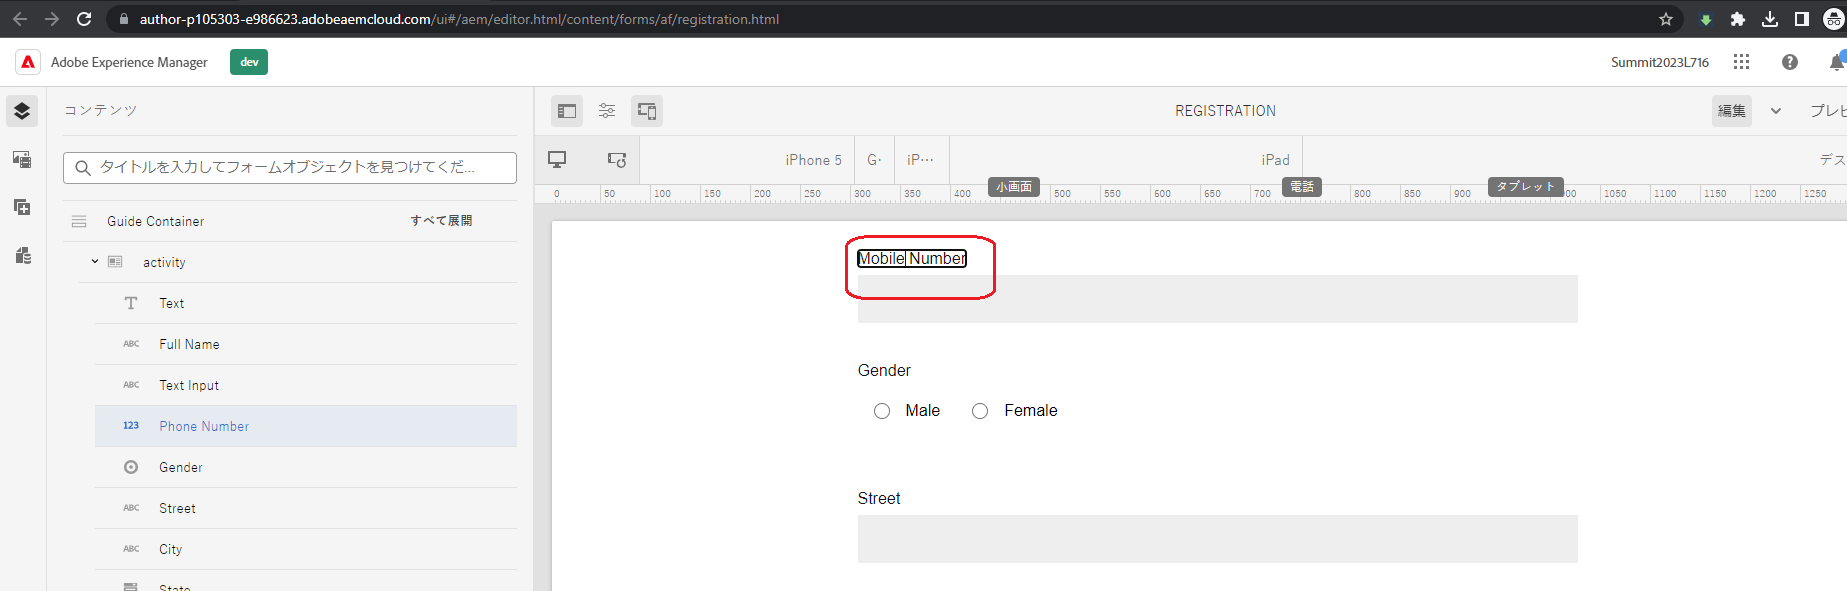 author-p105303-e986623.adobeaemcloud.com/ui#/aem/editor.html/content/forms/af/registration.html
Adobe Experience Manager
dev
Summit2023L716
コンテンツ
REGISTRATION
編集
プレビ
タイトルを入力してフォームオブジェクトを見つけてくだ...
iPhone 5
G·
iP···
iPad
デス
0 50 100 150 200 250 300 350 400 500 550 600 650 700 800 850 900 1050 1100 1150 1200 1250
小画面
電話
タブレット
Guide Container
すべて展開
activity
Text
ABC Full Name
ABC Text Input
123 Phone Number
Gender
ABC Street
ABC City
State
Mobile Number
Gender
Male
Female
Street